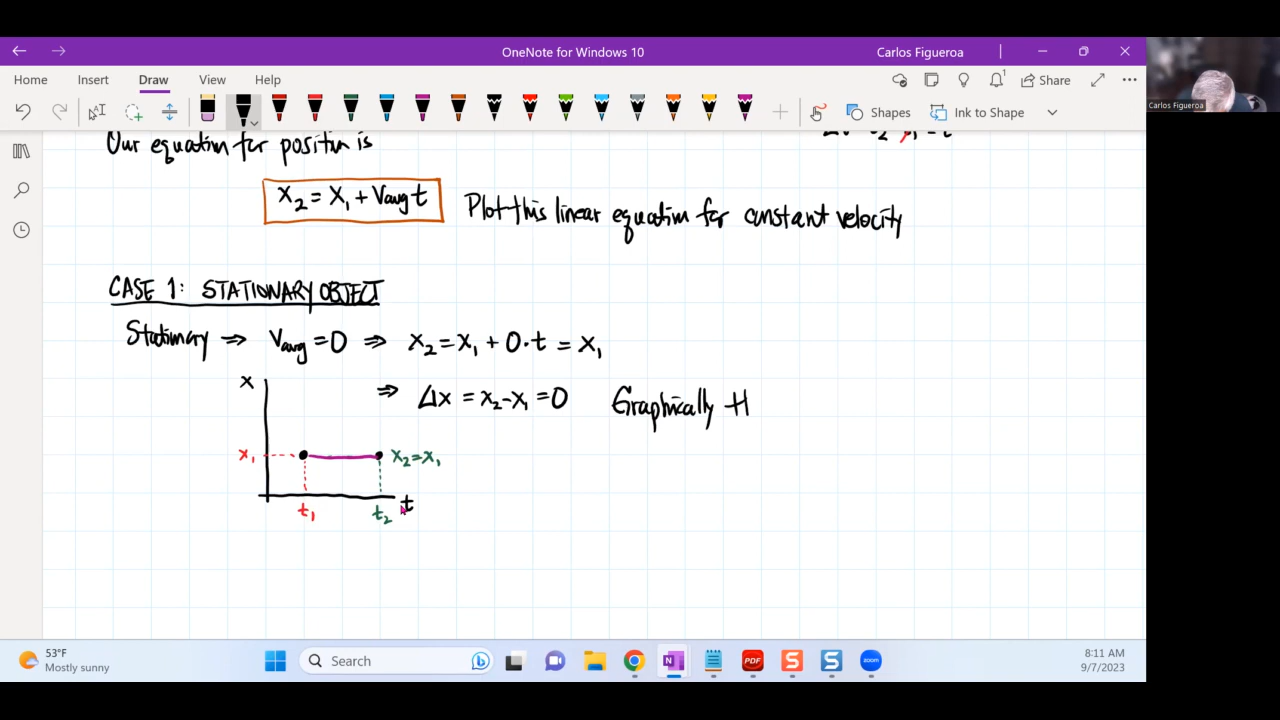 OneNote for Windows 10
Carlos Figueroa
Home Insert Draw View Help
1
Share
Shapes
Ink to Shape
Carlos Figueroa
Our equation for position is
x₂ = x₁ + Vavg t
Plot this linear equation for constant velocity
CASE 1: STATIONARY OBJECT
Stationary ⇒ Vavg = 0 ⇒ x₂ = x₁ + 0·t = x₁
x
⇒ Δx = x₂-x₁ = 0 Graphically H
x₁
x₂=x₁
t
t₁ t₂
53°F
Mostly sunny
Search
PDF
S
S
zoom
8:11 AM
9/7/2023